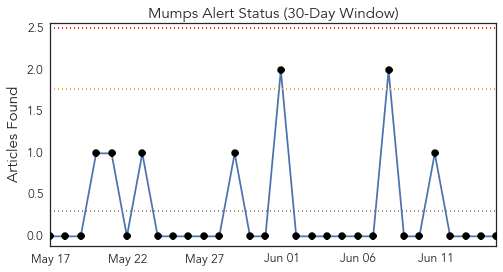 Mumps Alert Status (30-Day Window)
Articles Found
2.5
2.0
1.5
1.0
0.5
0.0
May 17 May 22 May 27 Jun 01 Jun 06 Jun 11